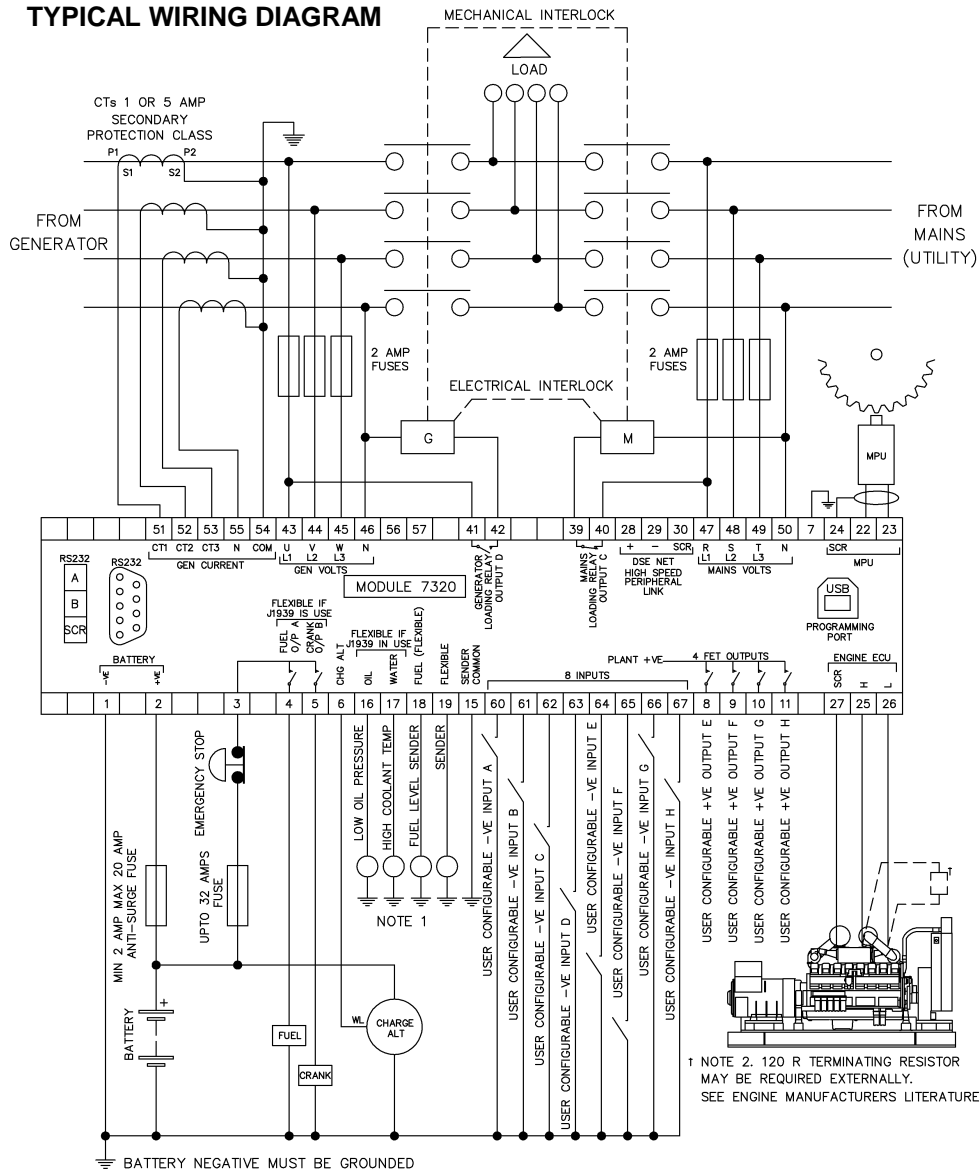 TYPICAL WIRING DIAGRAM
MECHANICAL INTERLOCK
LOAD
CTs 1 OR 5 AMP
SECONDARY
PROTECTION CLASS
P1
P2
S1
S2
FROM
GENERATOR
FROM
MAINS
(UTILITY)
2 AMP
FUSES
2 AMP
FUSES
ELECTRICAL INTERLOCK
G
M
MPU
51 52 53 55 54 43 44 45 46 56 57 41 42 39 40 28 29 30 47 48 49 50 7 24 22 23
CT1 CT2 CT3 N COM U V W N + − SCR R S T N SCR
L1 L2 L3 L1 L2 L3
GEN CURRENT
GEN VOLTS
GENERATOR
LOADING RELAY
OUTPUT D
MAINS
LOADING RELAY
OUTPUT C
DSE NET
HIGH SPEED
PERIPHERAL
LINK
MAINS VOLTS
MPU
RS232
A
B
SCR
RS232
MODULE 7320
USB
PROGRAMMING
PORT
FLEXIBLE IF
J1939 IS USE
FUEL
O/P A
CRANK
O/P B
CHG ALT
FLEXIBLE IF
J1939 IN USE
OIL
WATER
FUEL (FLEXIBLE)
FLEXIBLE
SENDER
COMMON
8 INPUTS
PLANT +VE
4 FET OUTPUTS
ENGINE ECU
SCR
H
L
BATTERY
-VE
+VE
1 2 3 4 5 6 16 17 18 19 15 60 61 62 63 64 65 66 67 8 9 10 11 27 25 26
MIN 2 AMP MAX 20 AMP
ANTI-SURGE FUSE
EMERGENCY STOP
UPTO 32 AMPS
FUSE
LOW OIL PRESSURE
HIGH COOLANT TEMP
FUEL LEVEL SENDER
SENDER
NOTE 1
USER CONFIGURABLE -VE INPUT A
USER CONFIGURABLE -VE INPUT B
USER CONFIGURABLE -VE INPUT C
USER CONFIGURABLE -VE INPUT D
USER CONFIGURABLE -VE INPUT E
USER CONFIGURABLE -VE INPUT F
USER CONFIGURABLE -VE INPUT G
USER CONFIGURABLE -VE INPUT H
USER CONFIGURABLE +VE OUTPUT E
USER CONFIGURABLE +VE OUTPUT F
USER CONFIGURABLE +VE OUTPUT G
USER CONFIGURABLE +VE OUTPUT H
BATTERY
+
−
WL
CHARGE
ALT
FUEL
CRANK
†
† NOTE 2. 120 R TERMINATING RESISTOR
MAY BE REQUIRED EXTERNALLY.
SEE ENGINE MANUFACTURERS LITERATURE
BATTERY NEGATIVE MUST BE GROUNDED